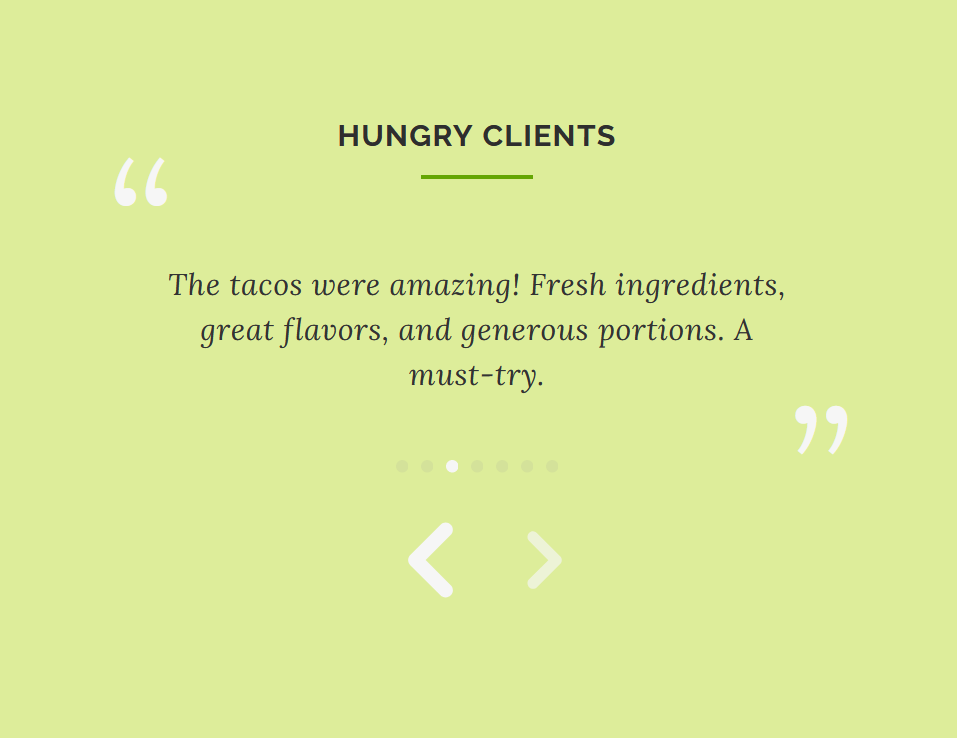 HUNGRY CLIENTS
“
The tacos were amazing! Fresh ingredients,
great flavors, and generous portions. A
must-try.
”